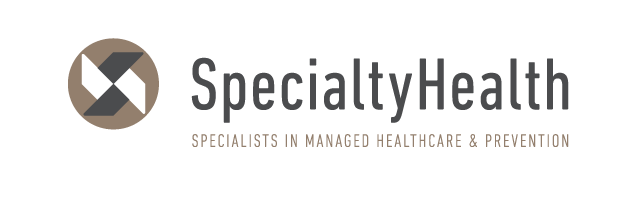 SpecialtyHealth
SPECIALISTS IN MANAGED HEALTHCARE & PREVENTION